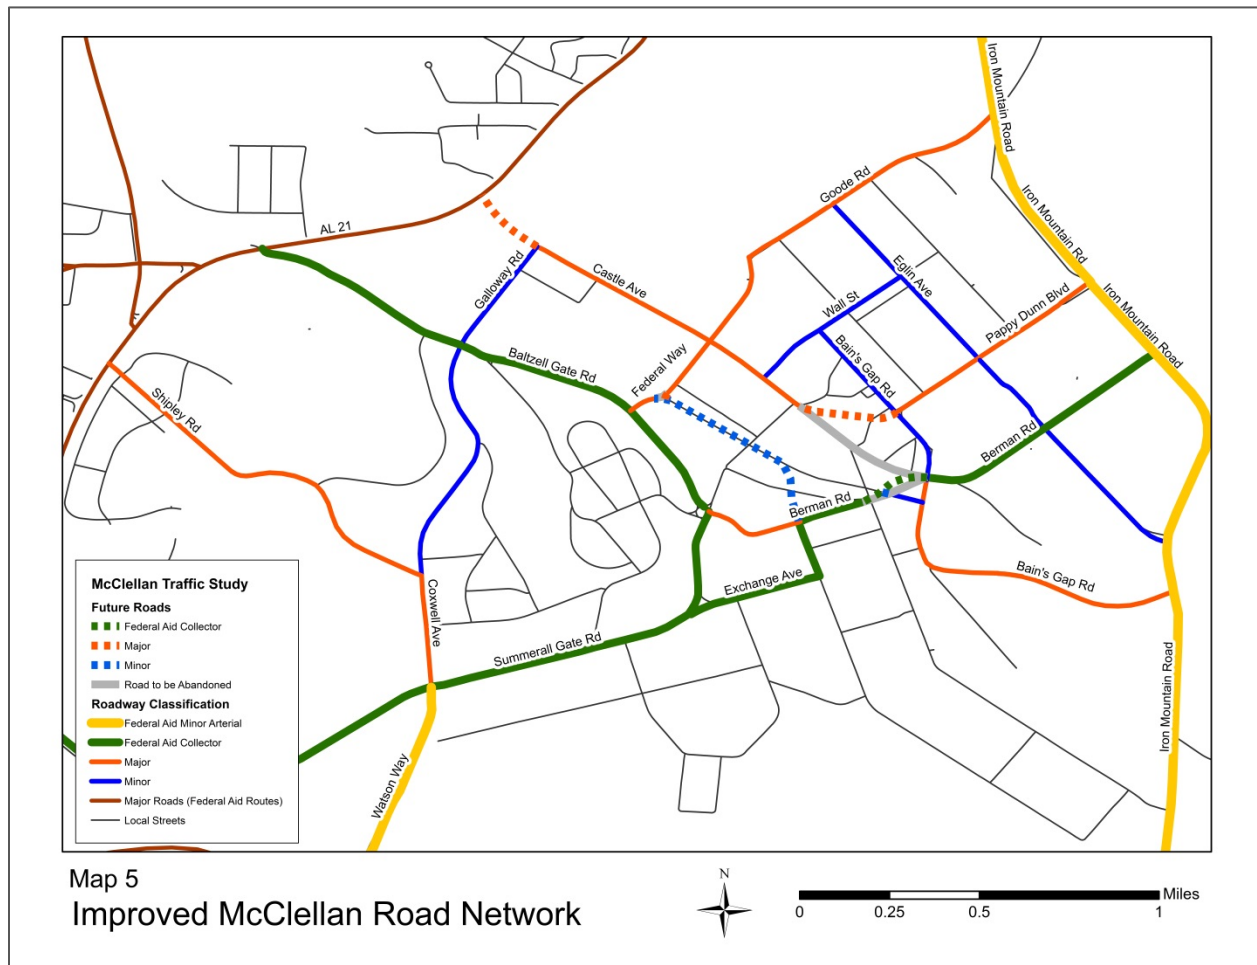 Iron Mountain Road
Goode Rd
Iron Mountain Rd
AL 21
Galloway Rd
Castle Ave
Eglin Ave
Wall St
Pappy Dunn Blvd
Iron Mountain Road
Baltzell Gate Rd
Federal Way
Bain's Gap Rd
Shipley Rd
Berman Rd
Berman Rd
Bain's Gap Rd
Exchange Ave
Coxwell Ave
Summerall Gate Rd
Iron Mountain Road
Watson Way
McClellan Traffic Study
Future Roads
Federal Aid Collector
Major
Minor
Road to be Abandoned
Roadway Classification
Federal Aid Minor Arterial
Federal Aid Collector
Major
Minor
Major Roads (Federal Aid Routes)
Local Streets
Map 5
Improved McClellan Road Network
N
Miles
0 0.25 0.5 1